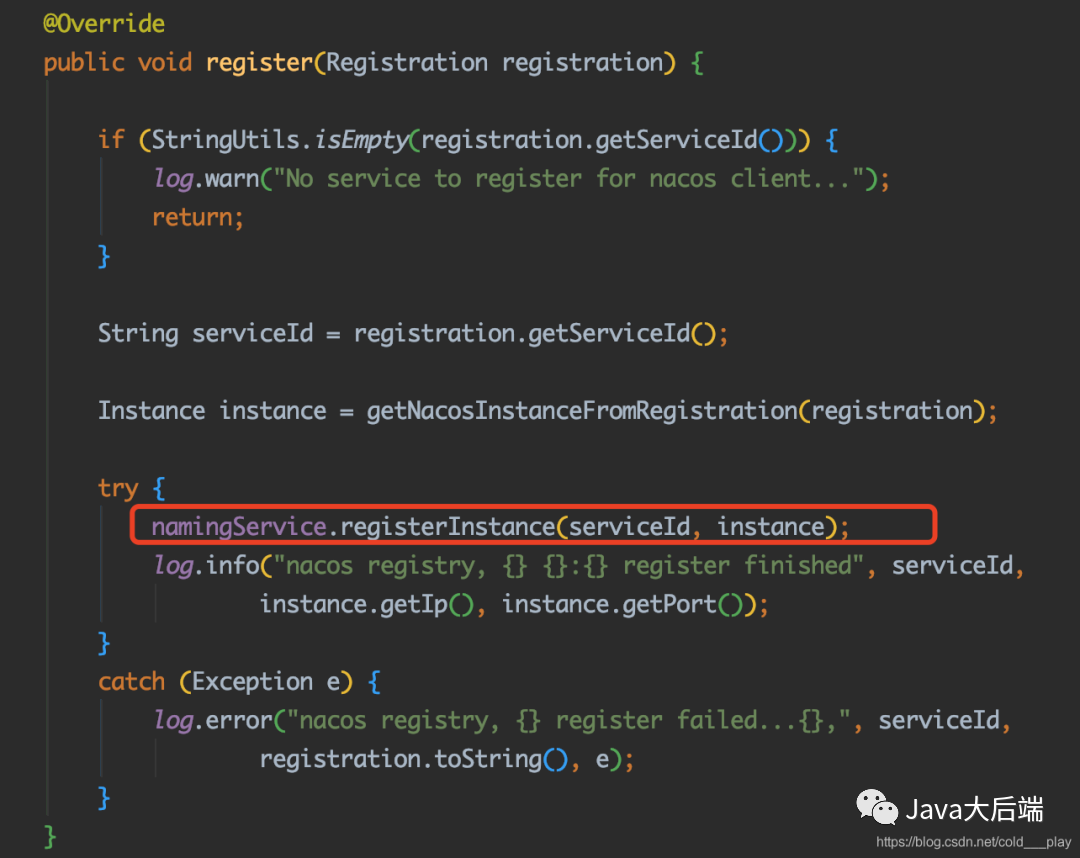 @Override
public void register(Registration registration) {
if (StringUtils.isEmpty(registration.getServiceId())) {
log.warn("No service to register for nacos client...");
return;
}
String serviceId = registration.getServiceId();
Instance instance = getNacosInstanceFromRegistration(registration);
try {
namingService.registerInstance(serviceId, instance);
log.info("nacos registry, {} {}:{} register finished", serviceId,
instance.getIp(), instance.getPort());
}
catch (Exception e) {
log.error("nacos registry, {} register failed...{},", serviceId,
registration.toString(), e);
}
}
Java大后端
https://blog.csdn.net/cold___play